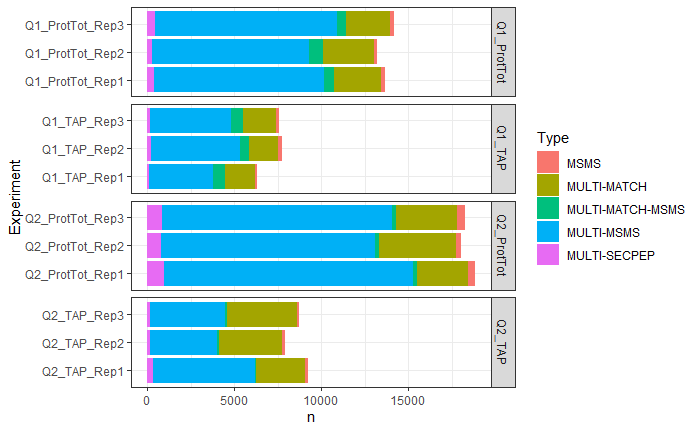 Experiment
Q1_ProtTot_Rep3
Q1_ProtTot_Rep2
Q1_ProtTot_Rep1
Q1_ProtTot
Q1_TAP_Rep3
Q1_TAP_Rep2
Q1_TAP_Rep1
Q1_TAP
Q2_ProtTot_Rep3
Q2_ProtTot_Rep2
Q2_ProtTot_Rep1
Q2_ProtTot
Q2_TAP_Rep3
Q2_TAP_Rep2
Q2_TAP_Rep1
Q2_TAP
0 5000 10000 15000
n
Type
MSMS
MULTI-MATCH
MULTI-MATCH-MSMS
MULTI-MSMS
MULTI-SECPEP